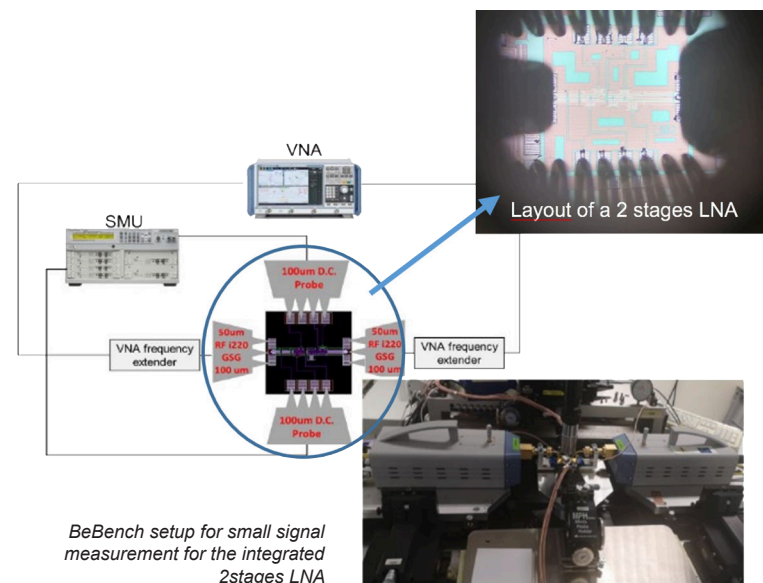 VNA
SMU
Layout of a 2 stages LNA
100um D.C.
Probe
50um
RF i220
GSG
100 um
50um
RF i220
GSG
100 um
VNA frequency
extender
VNA frequency
extender
100um D.C.
Probe
MPH
BeBench setup for small signal
measurement for the integrated
2stages LNA